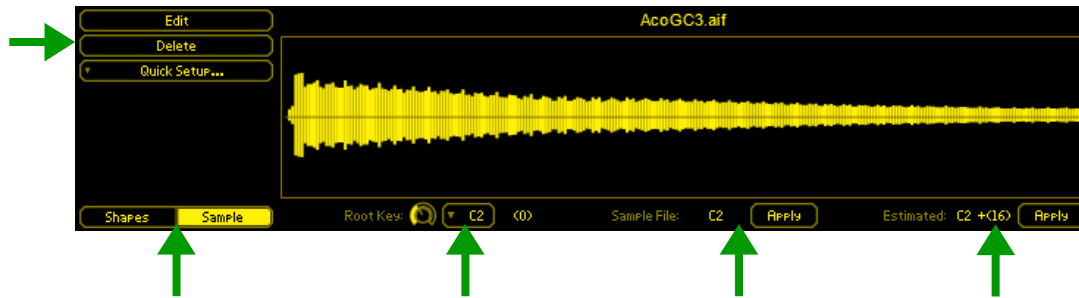 Edit
AcoGC3.aif
Delete
Quick Setup...
Shapes Sample Root Key: C2 (0) Sample File: C2 Apply Estimated: C2 +(16) Apply